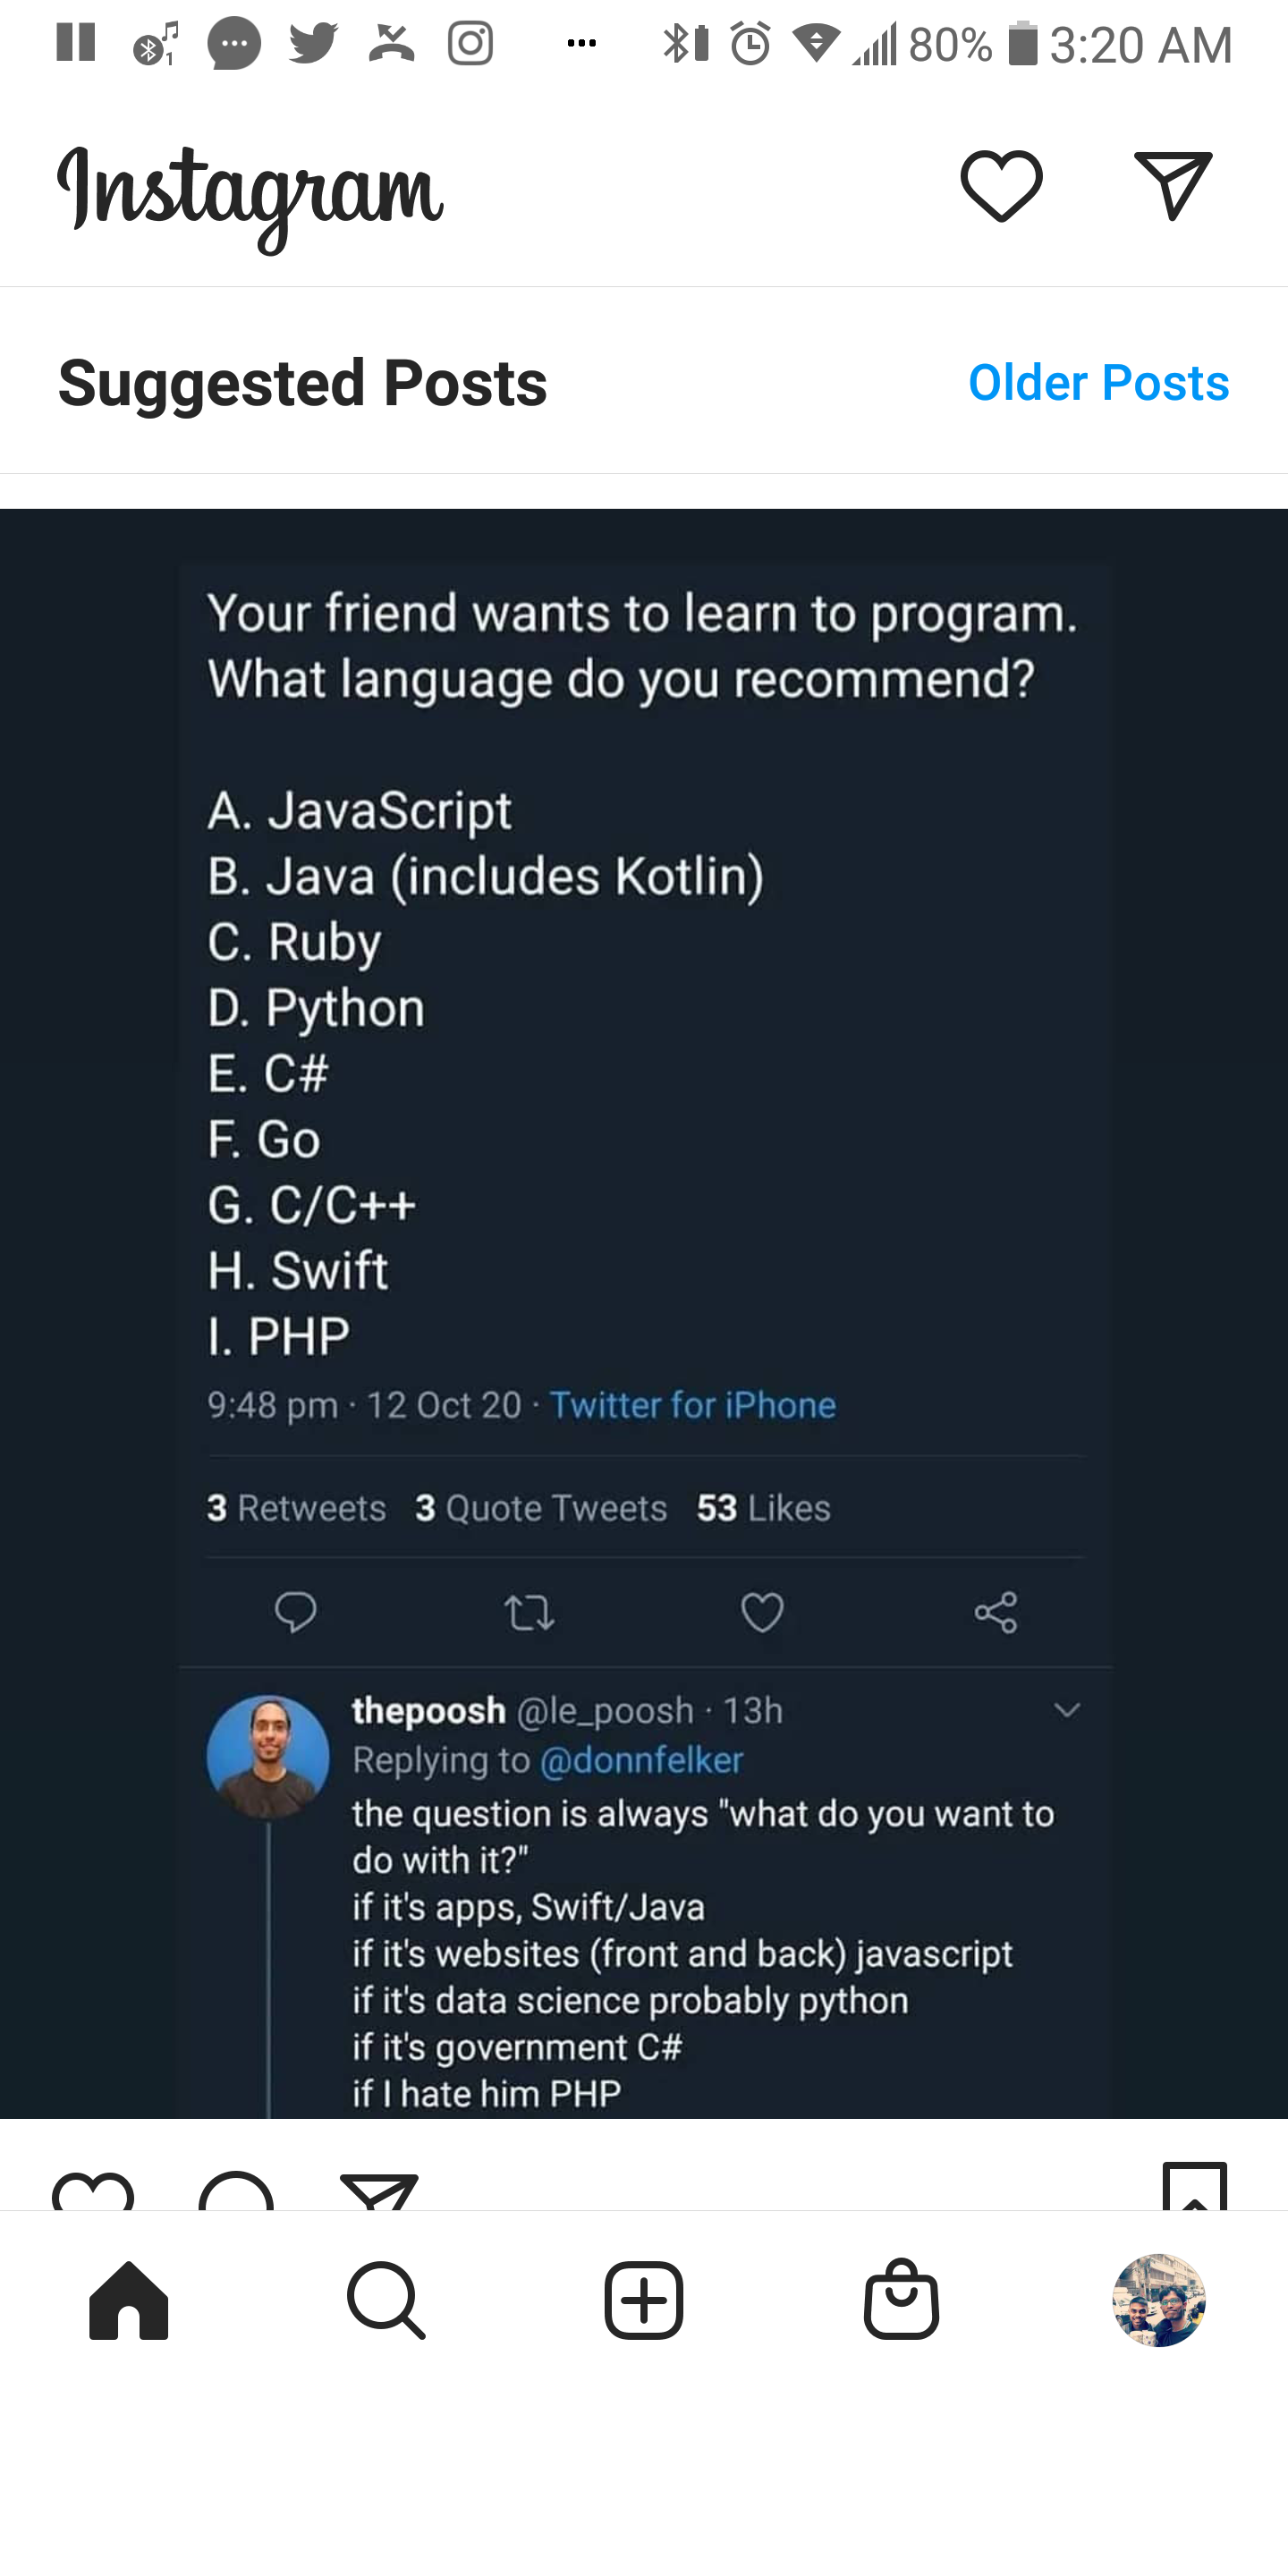 80% 3:20 AM
Instagram
Suggested Posts Older Posts
Your friend wants to learn to program.
What language do you recommend?
A. JavaScript
B. Java (includes Kotlin)
C. Ruby
D. Python
E. C#
F. Go
G. C/C++
H. Swift
I. PHP
9:48 pm · 12 Oct 20 · Twitter for iPhone
3 Retweets 3 Quote Tweets 53 Likes
thepoosh @le_poosh · 13h
Replying to @donnfelker
the question is always "what do you want to
do with it?"
if it's apps, Swift/Java
if it's websites (front and back) javascript
if it's data science probably python
if it's government C#
if I hate him PHP